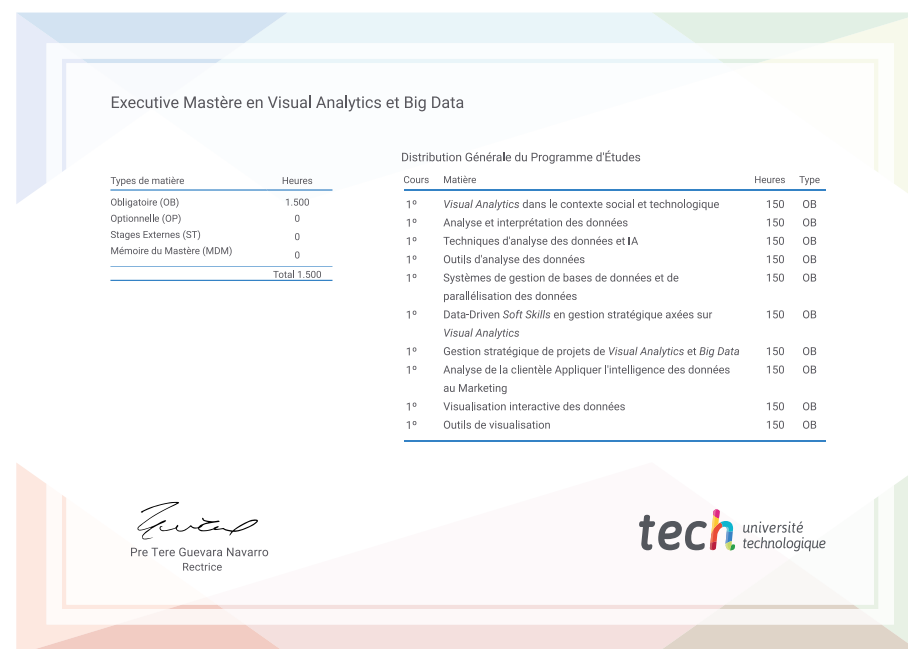 Executive Mastère en Visual Analytics et Big Data
Types de matière Heures
Obligatoire (OB) 1.500
Optionnelle (OP) 0
Stages Externes (ST) 0
Mémoire du Mastère (MDM) 0
Total 1.500
Distribution Générale du Programme d'Études
Cours Matière Heures Type
1º Visual Analytics dans le contexte social et technologique 150 OB
1º Analyse et interprétation des données 150 OB
1º Techniques d'analyse des données et IA 150 OB
1º Outils d'analyse des données 150 OB
1º Systèmes de gestion de bases de données et de 150 OB
parallélisation des données
1º Data-Driven Soft Skills en gestion stratégique axées sur 150 OB
Visual Analytics
1º Gestion stratégique de projets de Visual Analytics et Big Data 150 OB
1º Analyse de la clientèle Appliquer l'intelligence des données 150 OB
au Marketing
1º Visualisation interactive des données 150 OB
1º Outils de visualisation 150 OB
Pre Tere Guevara Navarro
Rectrice
tech université
technologique